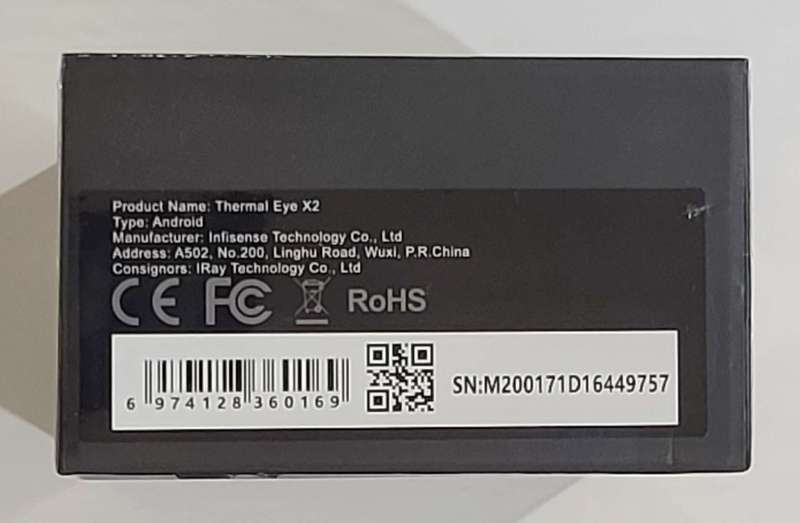 Product Name: Thermal Eye X2
Type: Android
Manufacturer: Infisense Technology Co., Ltd
Address: A502, No.200, Linghu Road, Wuxi, P.R.China
Consignors: IRay Technology Co., Ltd
CE FC RoHS
6 974128 360169
SN:M200171D16449757